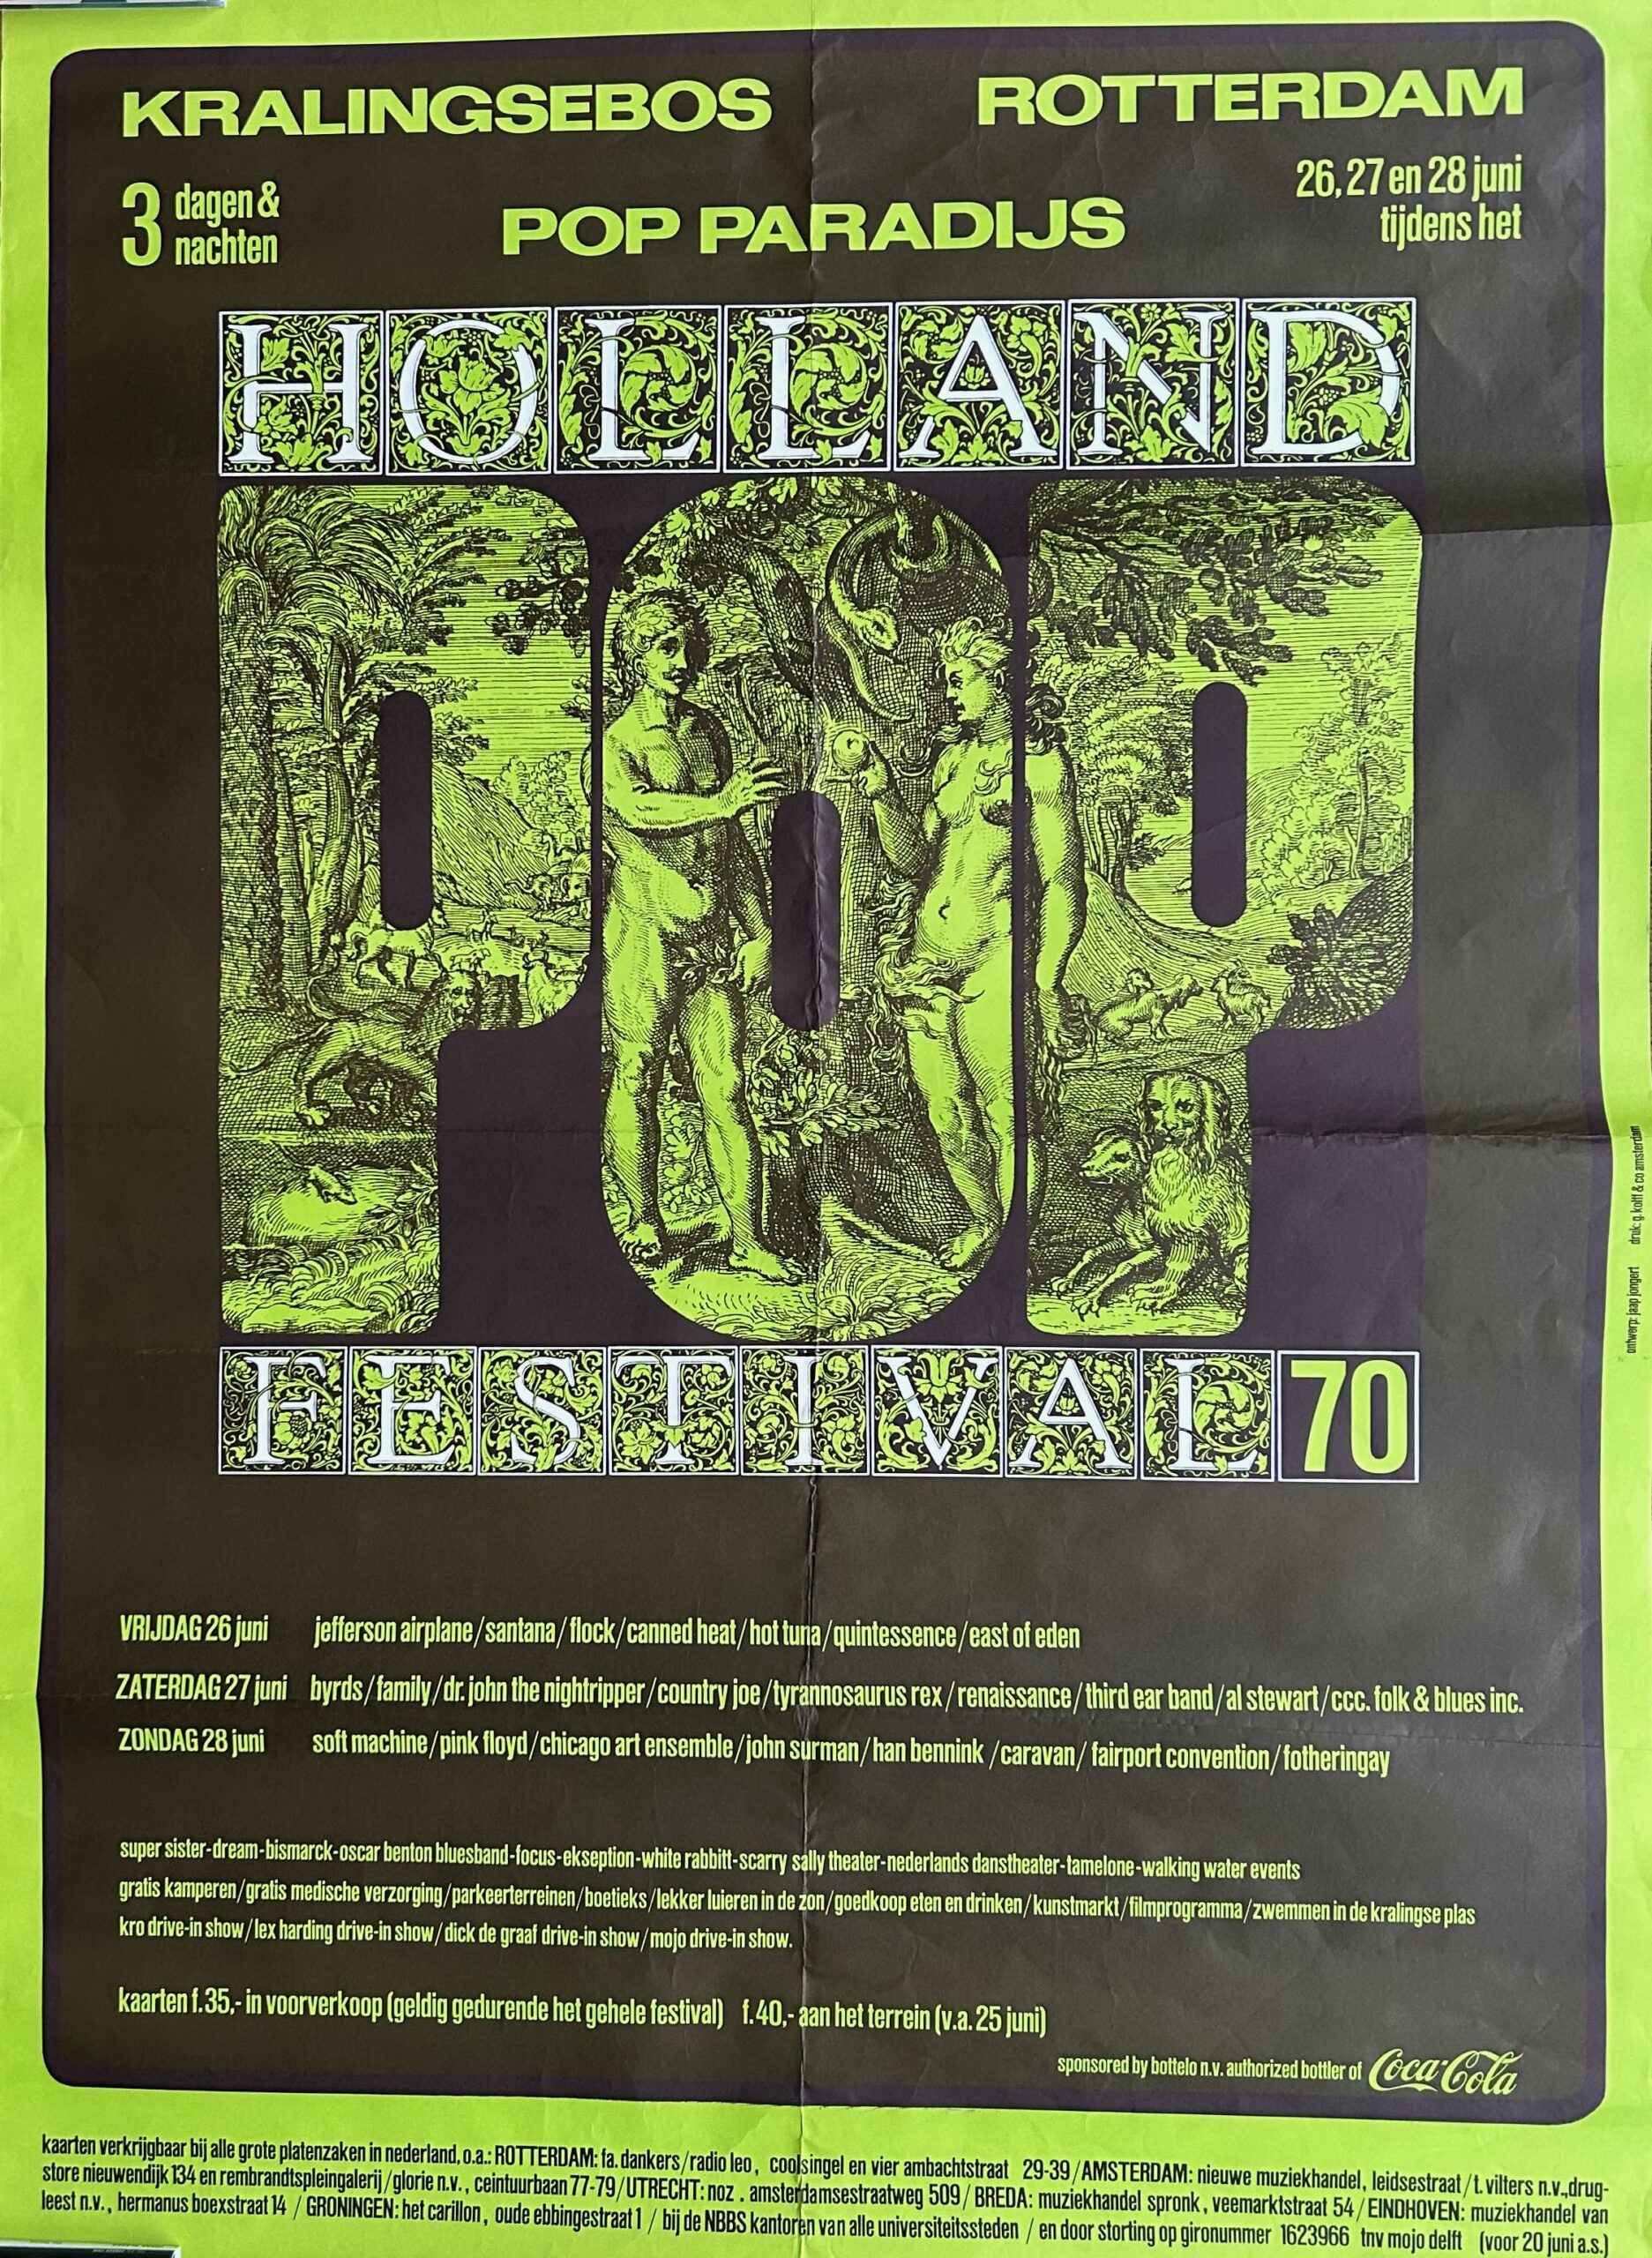 KRALINGSEBOS ROTTERDAM
3 dagen & nachten
POP PARADIJS
26, 27 en 28 juni
tijdens het
HOLLAND
POP
FESTIVAL 70
VRIJDAG 26 juni jefferson airplane/santana/flock/canned heat/hot tuna/quintessence/east of eden
ZATERDAG 27 juni byrds/family/dr. john the nightripper/country joe/tyrannosaurus rex/renaissance/third ear band/al stewart/ccc. folk & blues inc.
ZONDAG 28 juni soft machine/pink floyd/chicago art ensemble/john surman/han bennink/caravan/fairport convention/fotheringay
super sister-dream-bismarck-oscar benton bluesband-focus-ekseption-white rabbitt-scarry sally theater-nederlands danstheater-tamelone-walking water events
gratis kamperen/gratis medische verzorging/parkeerterreinen/boetieks/lekker luieren in de zon/goedkoop eten en drinken/kunstmarkt/filmprogramma/zwemmen in de kralingse plas
kro drive-in show/lex harding drive-in show/dick de graaf drive-in show/mojo drive-in show.
kaarten f.35,- in voorverkoop (geldig gedurende het gehele festival) f.40,- aan het terrein (v.a. 25 juni)
sponsored by bottelo n.v. authorized bottler of Coca-Cola
kaarten verkrijgbaar bij alle grote platenzaken in nederland, o.a.: ROTTERDAM: fa. dankers/radio leo, coolsingel en vier ambachtstraat 29-39/AMSTERDAM: nieuwe muziekhandel, leidsestraat/t. vilters n.v., drug-
store nieuwendijk 134 en rembrandtspleingalerij/glorie n.v., ceintuurbaan 77-79/UTRECHT: noz. amsterdamsestraatweg 509/BREDA: muziekhandel spronk, veemarktstraat 54/EINDHOVEN: muziekhandel van
leest n.v., hermanus boexstraat 14 / GRONINGEN: het carillon, oude ebbingestraat 1 / bij de NBBS kantoren van alle universiteitssteden / en door storting op gironummer 1623966 tnv mojo delft (voor 20 juni a.s.)
ontwerp: jaap jongert druk: g. kolff & co amsterdam